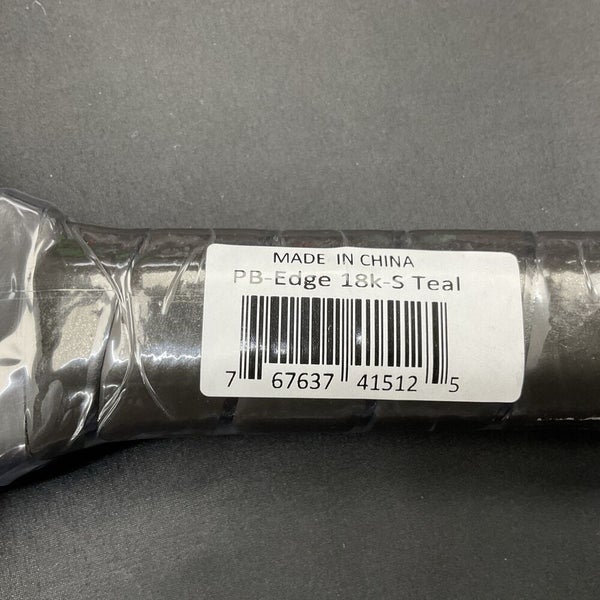 MADE IN CHINA
PB-Edge 18k-S Teal
7 67637 41512 5